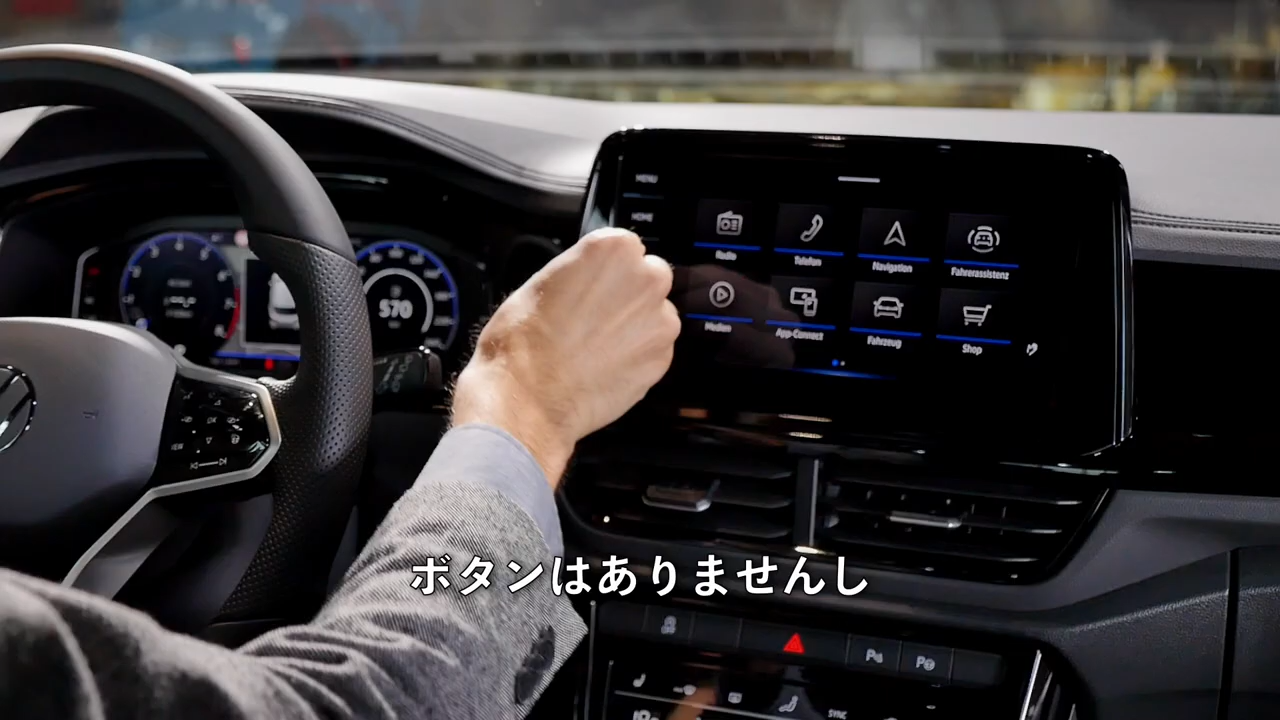 MENU
HOME
Radio
Telefon
Navigation
Fahrerassistenz
Medien
App-Connect
Fahrzeug
Shop
570
ボタンはありませんし
SYNC